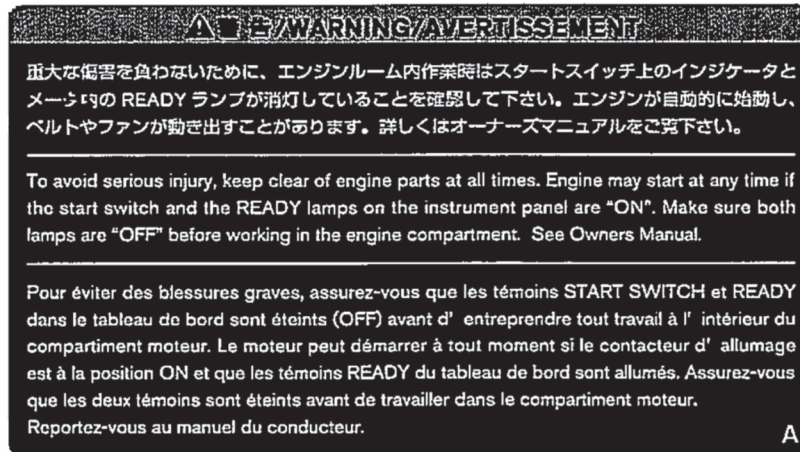 ⚠警告/WARNING/AVERTISSEMENT
重大な傷害を負わないために、エンジンルーム内作業時はスタートスイッチ上のインジケータと
メータ内の READY ランプが消灯していることを確認して下さい。エンジンが自動的に始動し、
ベルトやファンが動き出すことがあります。詳しくはオーナーズマニュアルをご覧下さい。
To avoid serious injury, keep clear of engine parts at all times. Engine may start at any time if
the start switch and the READY lamps on the instrument panel are “ON”. Make sure both
lamps are “OFF” before working in the engine compartment. See Owners Manual.
Pour éviter des blessures graves, assurez-vous que les témoins START SWITCH et READY
dans le tableau de bord sont éteints (OFF) avant d’ entreprendre tout travail à l’ intérieur du
compartiment moteur. Le moteur peut démarrer à tout moment si le contacteur d’ allumage
est à la position ON et que les témoins READY du tableau de bord sont allumés. Assurez-vous
que les deux témoins sont éteints avant de travailler dans le compartiment moteur.
Reportez-vous au manuel du conducteur.
A